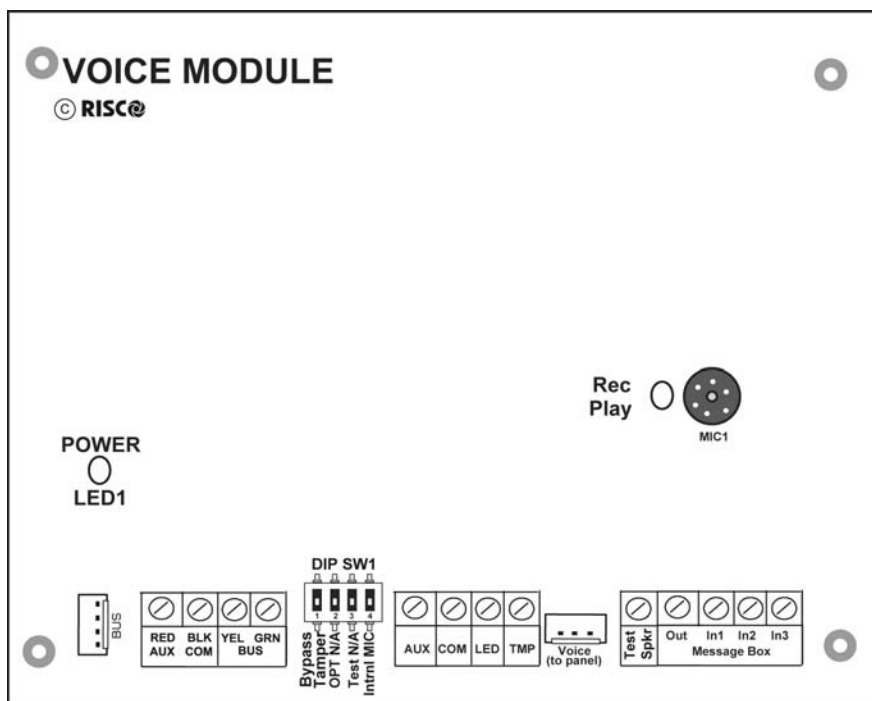 VOICE MODULE
© RISCO
Rec
Play
MIC1
POWER
LED1
DIP SW1
1 2 3 4
BUS
RED BLK YEL GRN
AUX COM BUS
Bypass
Tamper
OPT N/A
Test N/A
Intrnl MIC
AUX COM LED TMP
Voice
(to panel)
Test
Spkr
Out In1 In2 In3
Message Box